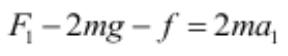 F₁ − 2mg − f = 2ma₁